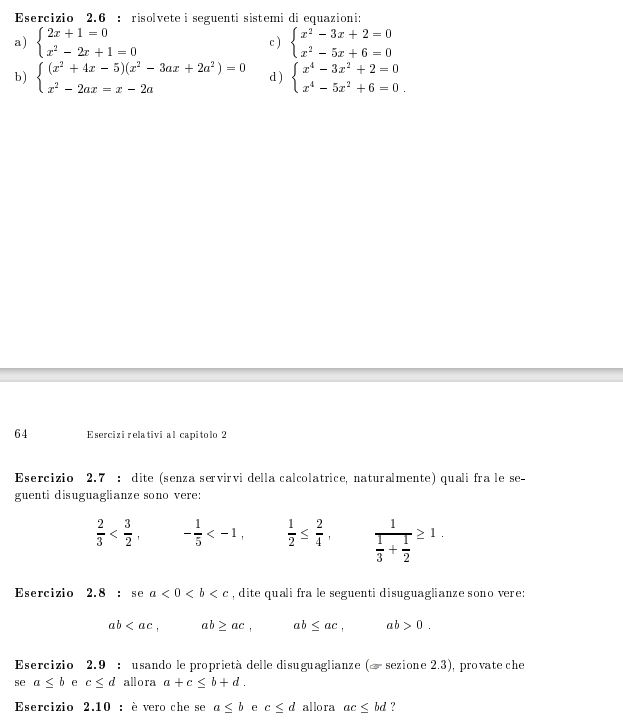 Esercizio 2.6 : risolvete i seguenti sistemi di equazioni:
a) { 2x + 1 = 0
x² − 2x + 1 = 0
c) { x² − 3x + 2 = 0
x² − 5x + 6 = 0
b) { (x² + 4x − 5)(x² − 3ax + 2a²) = 0
x² − 2ax = x − 2a
d) { x⁴ − 3x² + 2 = 0
x⁴ − 5x² + 6 = 0 .
64 Esercizi relativi al capitolo 2
Esercizio 2.7 : dite (senza servirvi della calcolatrice, naturalmente) quali fra le se-
guenti disuguaglianze sono vere:
2/3 < 3/2 , −1/5 < −1 , 1/2 ≤ 2/4 , 1/(1/3 + 1/2) ≥ 1 .
Esercizio 2.8 : se a < 0 < b < c , dite quali fra le seguenti disuguaglianze sono vere:
ab < ac , ab ≥ ac , ab ≤ ac , ab > 0 .
Esercizio 2.9 : usando le proprietà delle disuguaglianze (☞ sezione 2.3), provate che
se a ≤ b e c ≤ d allora a + c ≤ b + d .
Esercizio 2.10 : è vero che se a ≤ b e c ≤ d allora ac ≤ bd ?